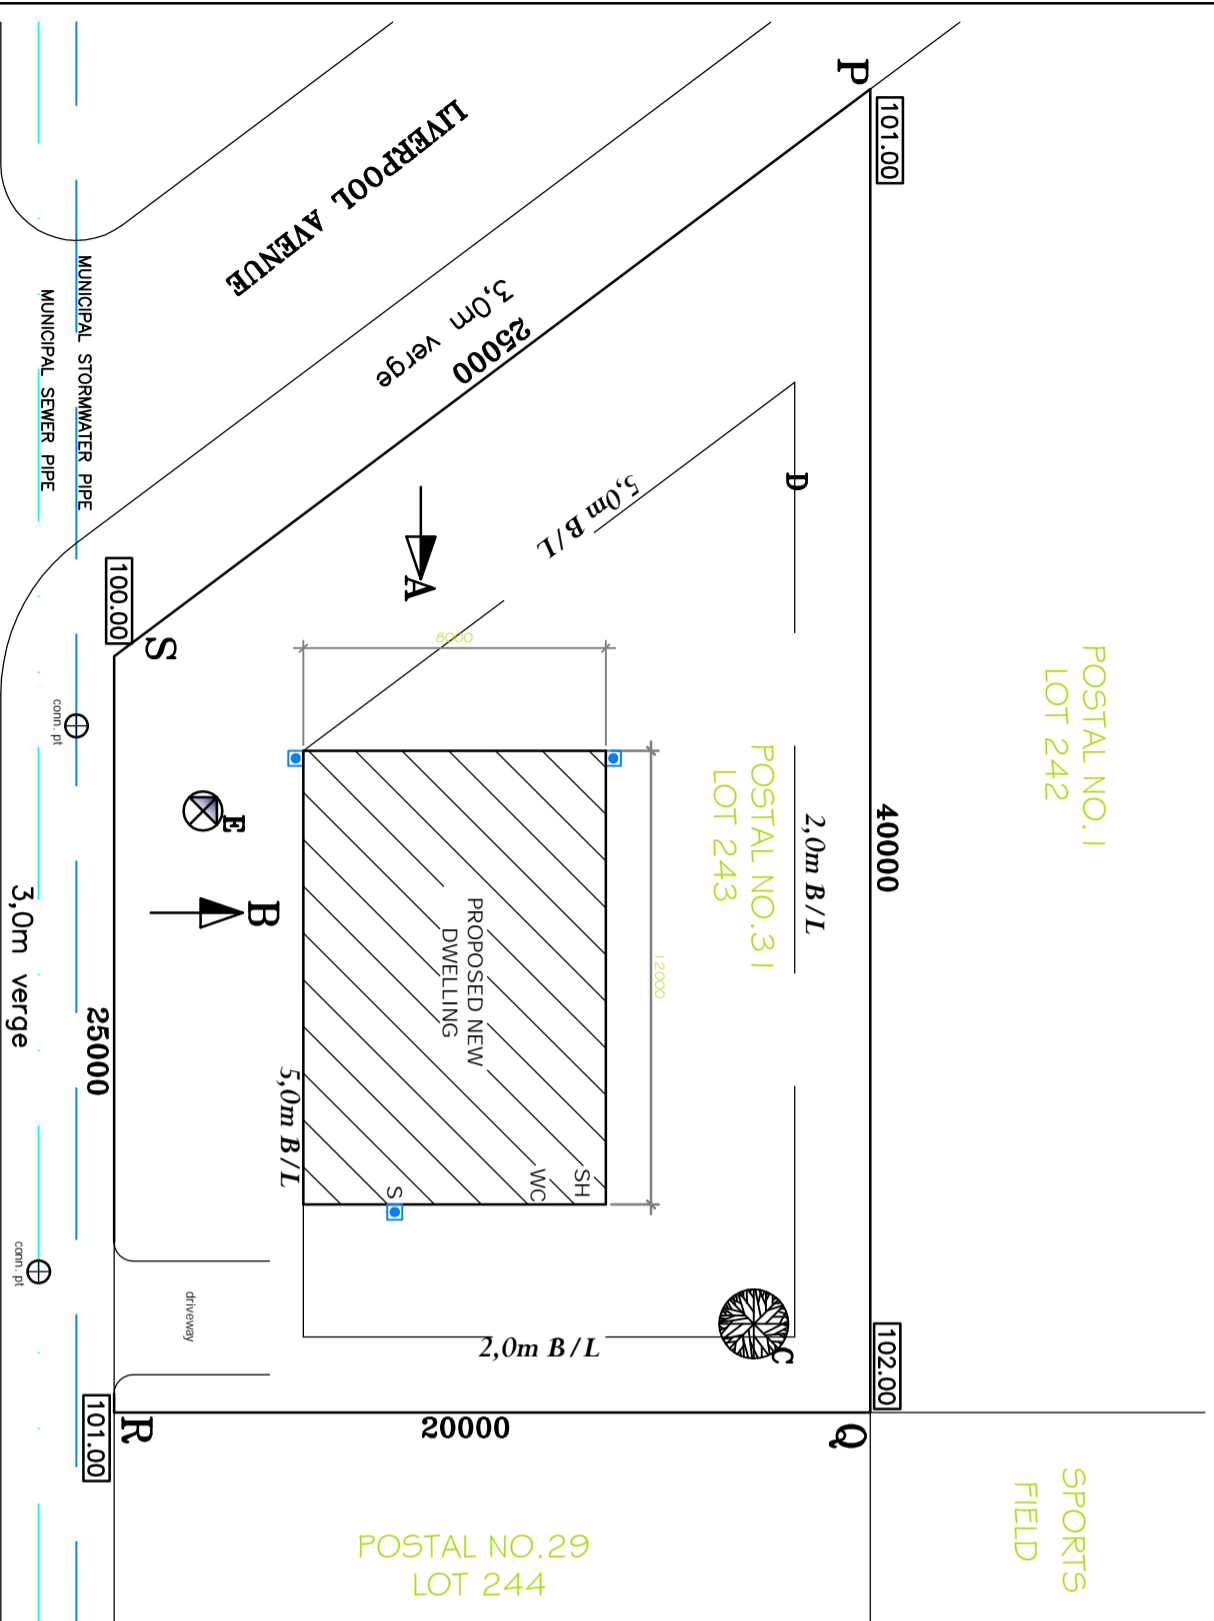 POSTAL NO.1
LOT 242
SPORTS
FIELD
P
101.00
40000
102.00
Q
D
2,0m B/L
C
POSTAL NO.31
LOT 243
12000
8000
LIVERPOOL AVENUE
3,0m verge
25000
5,0m B/L
A
PROPOSED NEW
DWELLING
SH
WC
S
2,0m B/L
20000
POSTAL NO.29
LOT 244
5,0m B/L
E
B
S
100.00
25000
driveway
R
101.00
MUNICIPAL STORMWATER PIPE
MUNICIPAL SEWER PIPE
conn. pt
conn. pt
3,0m verge